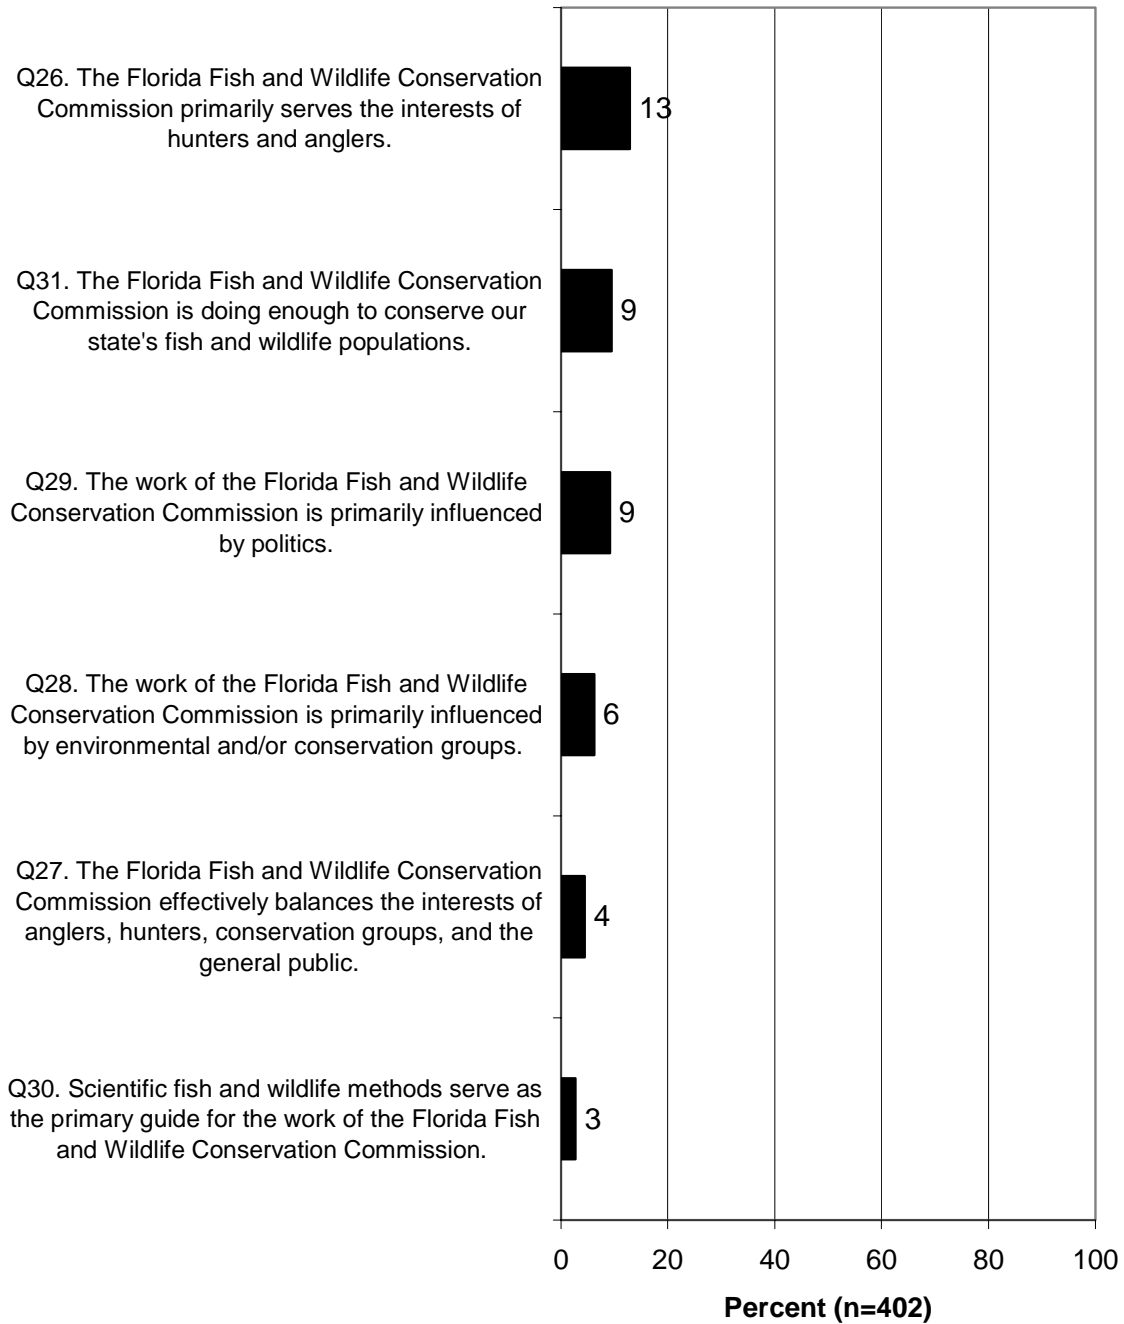 Q26. The Florida Fish and Wildlife Conservation
Commission primarily serves the interests of
hunters and anglers.
13
Q31. The Florida Fish and Wildlife Conservation
Commission is doing enough to conserve our
state's fish and wildlife populations.
9
Q29. The work of the Florida Fish and Wildlife
Conservation Commission is primarily influenced
by politics.
9
Q28. The work of the Florida Fish and Wildlife
Conservation Commission is primarily influenced
by environmental and/or conservation groups.
6
Q27. The Florida Fish and Wildlife Conservation
Commission effectively balances the interests of
anglers, hunters, conservation groups, and the
general public.
4
Q30. Scientific fish and wildlife methods serve as
the primary guide for the work of the Florida Fish
and Wildlife Conservation Commission.
3
0 20 40 60 80 100
Percent (n=402)